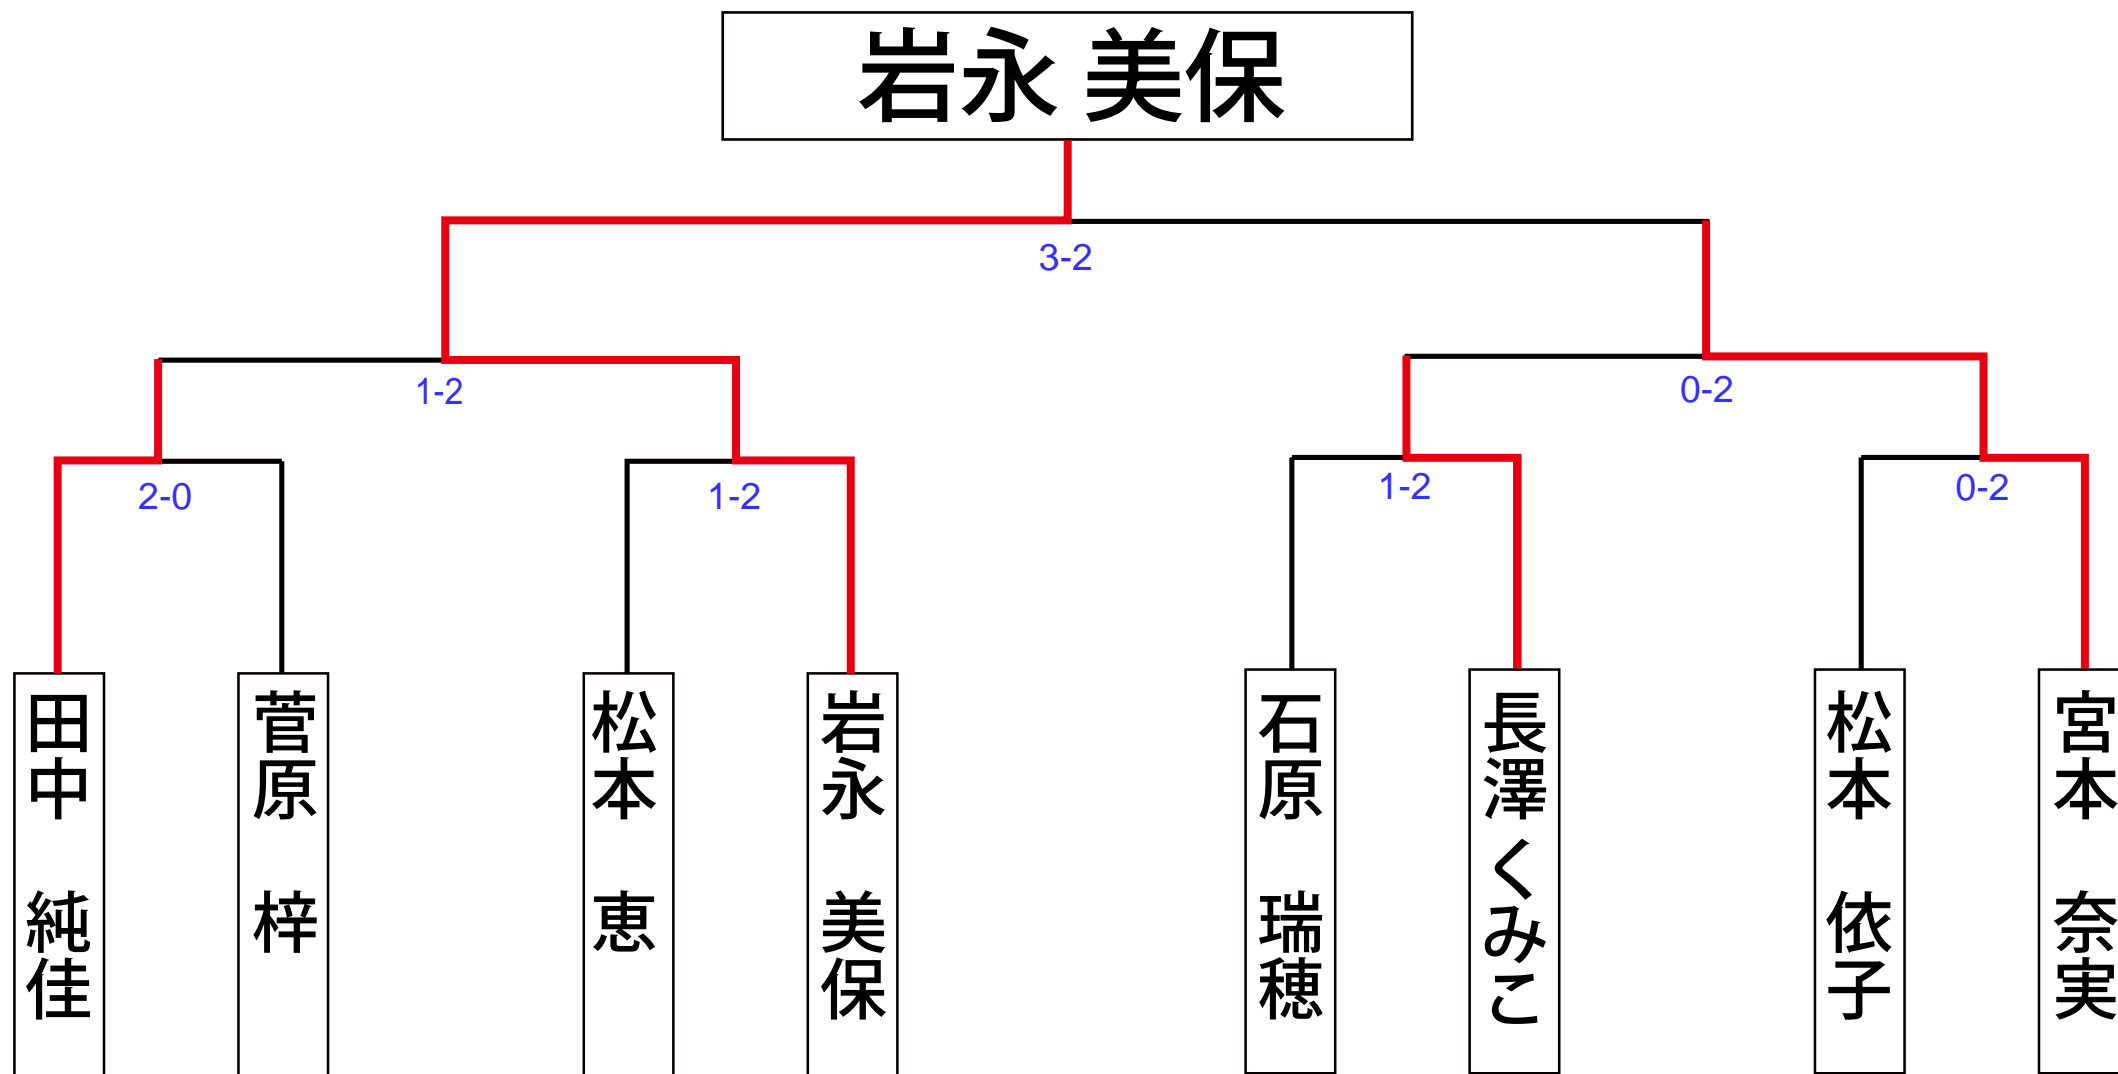 岩永 美保
3-2
1-2
0-2
2-0
1-2
1-2
0-2
田中 純佳
菅原 梓
松本 恵
岩永 美保
石原 瑞穂
長澤 くみこ
松本 依子
宮本 奈実